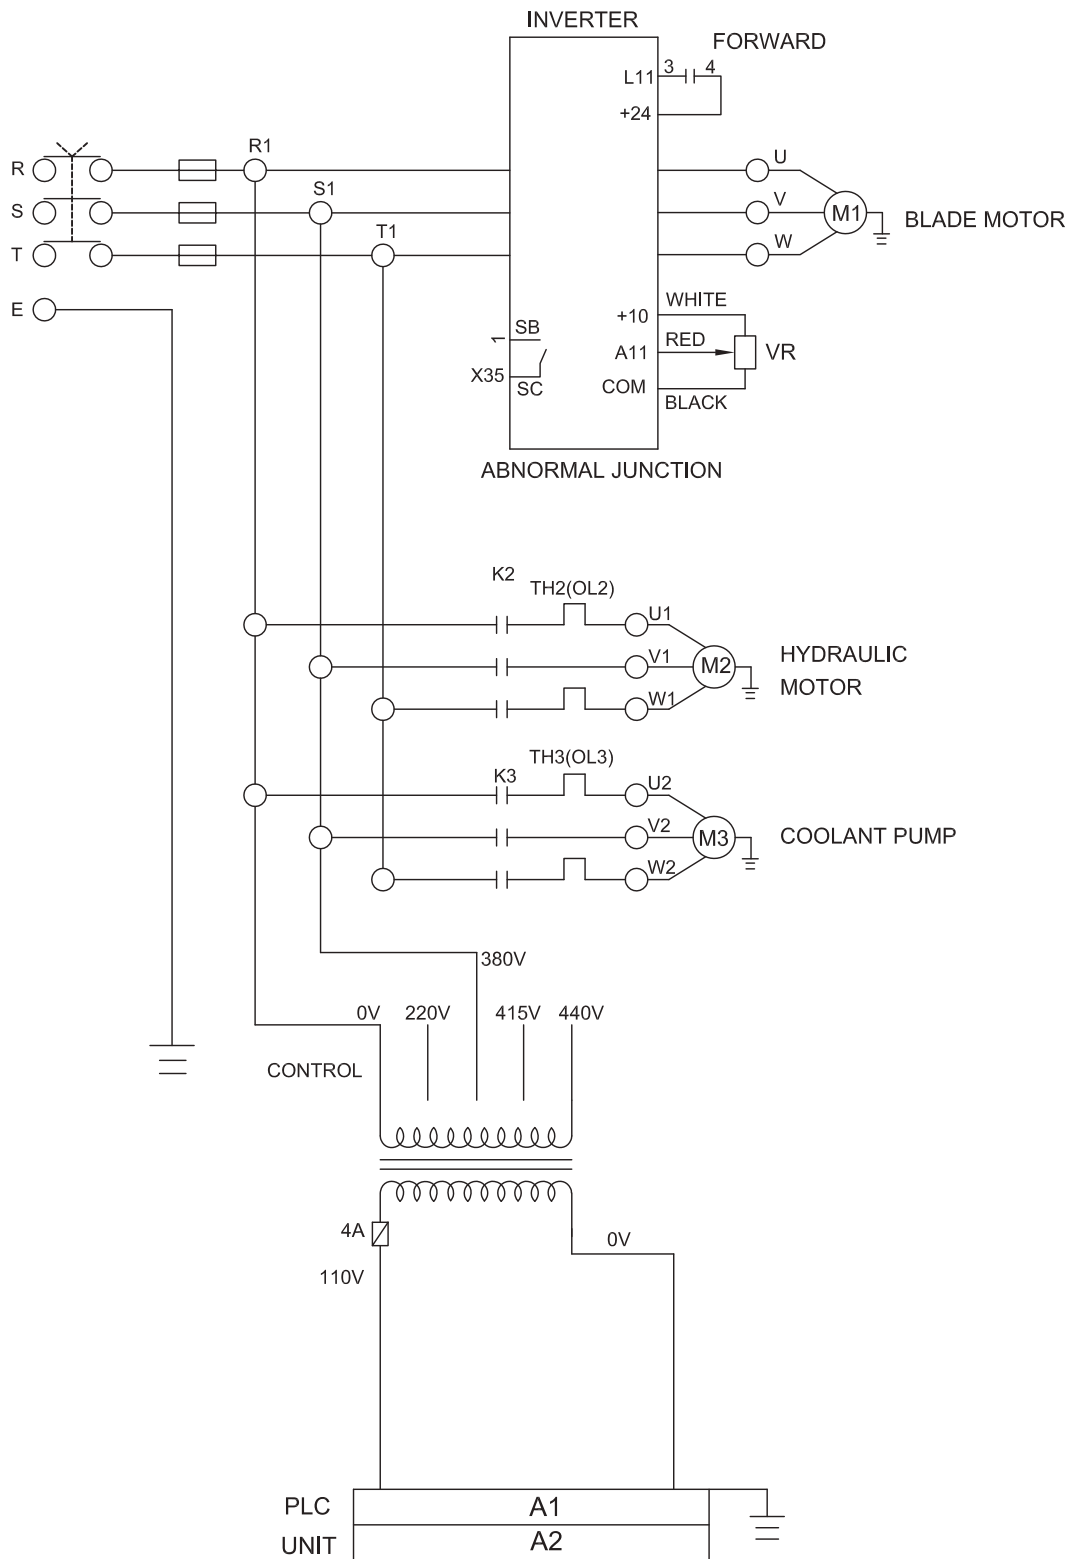 INVERTER
FORWARD
L11
3
4
+24
R
R1
U
S
S1
V
M1
BLADE MOTOR
T
T1
W
E
+10
WHITE
1
SB
A11
RED
VR
X35
SC
COM
BLACK
ABNORMAL JUNCTION
K2
TH2(OL2)
U1
V1
M2
HYDRAULIC
MOTOR
W1
TH3(OL3)
K3
U2
V2
M3
COOLANT PUMP
W2
380V
0V
220V
415V
440V
CONTROL
4A
0V
110V
PLC
A1
UNIT
A2